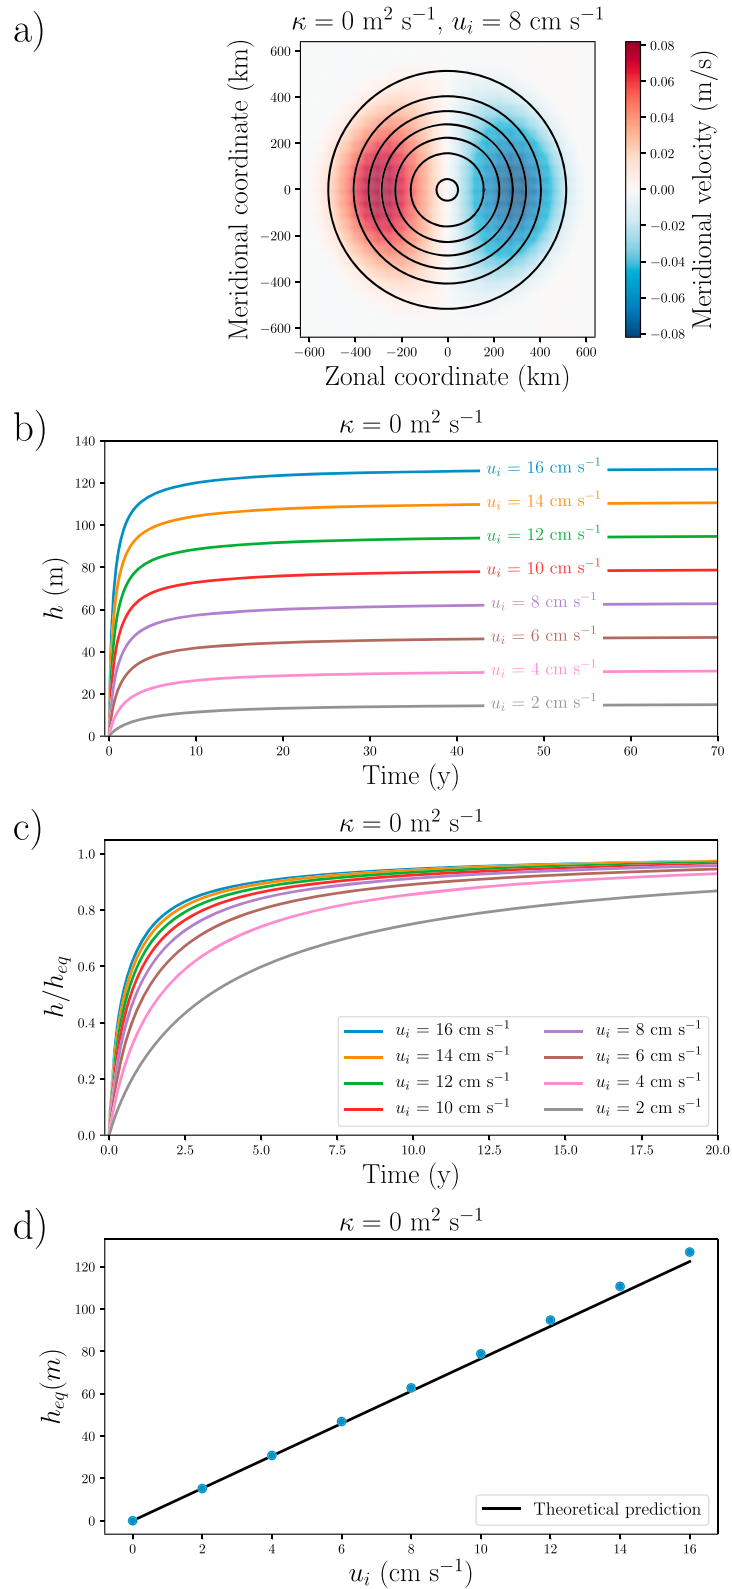 a)
κ = 0 m² s⁻¹, uᵢ = 8 cm s⁻¹
Meridional coordinate (km)
600
400
200
0
−200
−400
−600
−600 −400 −200 0 200 400 600
Zonal coordinate (km)
0.08
0.06
0.04
0.02
0.00
−0.02
−0.04
−0.06
−0.08
Meridional velocity (m/s)
b)
κ = 0 m² s⁻¹
h (m)
140
120
100
80
60
40
20
0
uᵢ = 16 cm s⁻¹
uᵢ = 14 cm s⁻¹
uᵢ = 12 cm s⁻¹
uᵢ = 10 cm s⁻¹
uᵢ = 8 cm s⁻¹
uᵢ = 6 cm s⁻¹
uᵢ = 4 cm s⁻¹
uᵢ = 2 cm s⁻¹
0 10 20 30 40 50 60 70
Time (y)
c)
κ = 0 m² s⁻¹
h/h_eq
1.0
0.8
0.6
0.4
0.2
0.0
uᵢ = 16 cm s⁻¹ uᵢ = 8 cm s⁻¹
uᵢ = 14 cm s⁻¹ uᵢ = 6 cm s⁻¹
uᵢ = 12 cm s⁻¹ uᵢ = 4 cm s⁻¹
uᵢ = 10 cm s⁻¹ uᵢ = 2 cm s⁻¹
0.0 2.5 5.0 7.5 10.0 12.5 15.0 17.5 20.0
Time (y)
d)
κ = 0 m² s⁻¹
h_eq(m)
120
100
80
60
40
20
0
Theoretical prediction
0 2 4 6 8 10 12 14 16
uᵢ (cm s⁻¹)